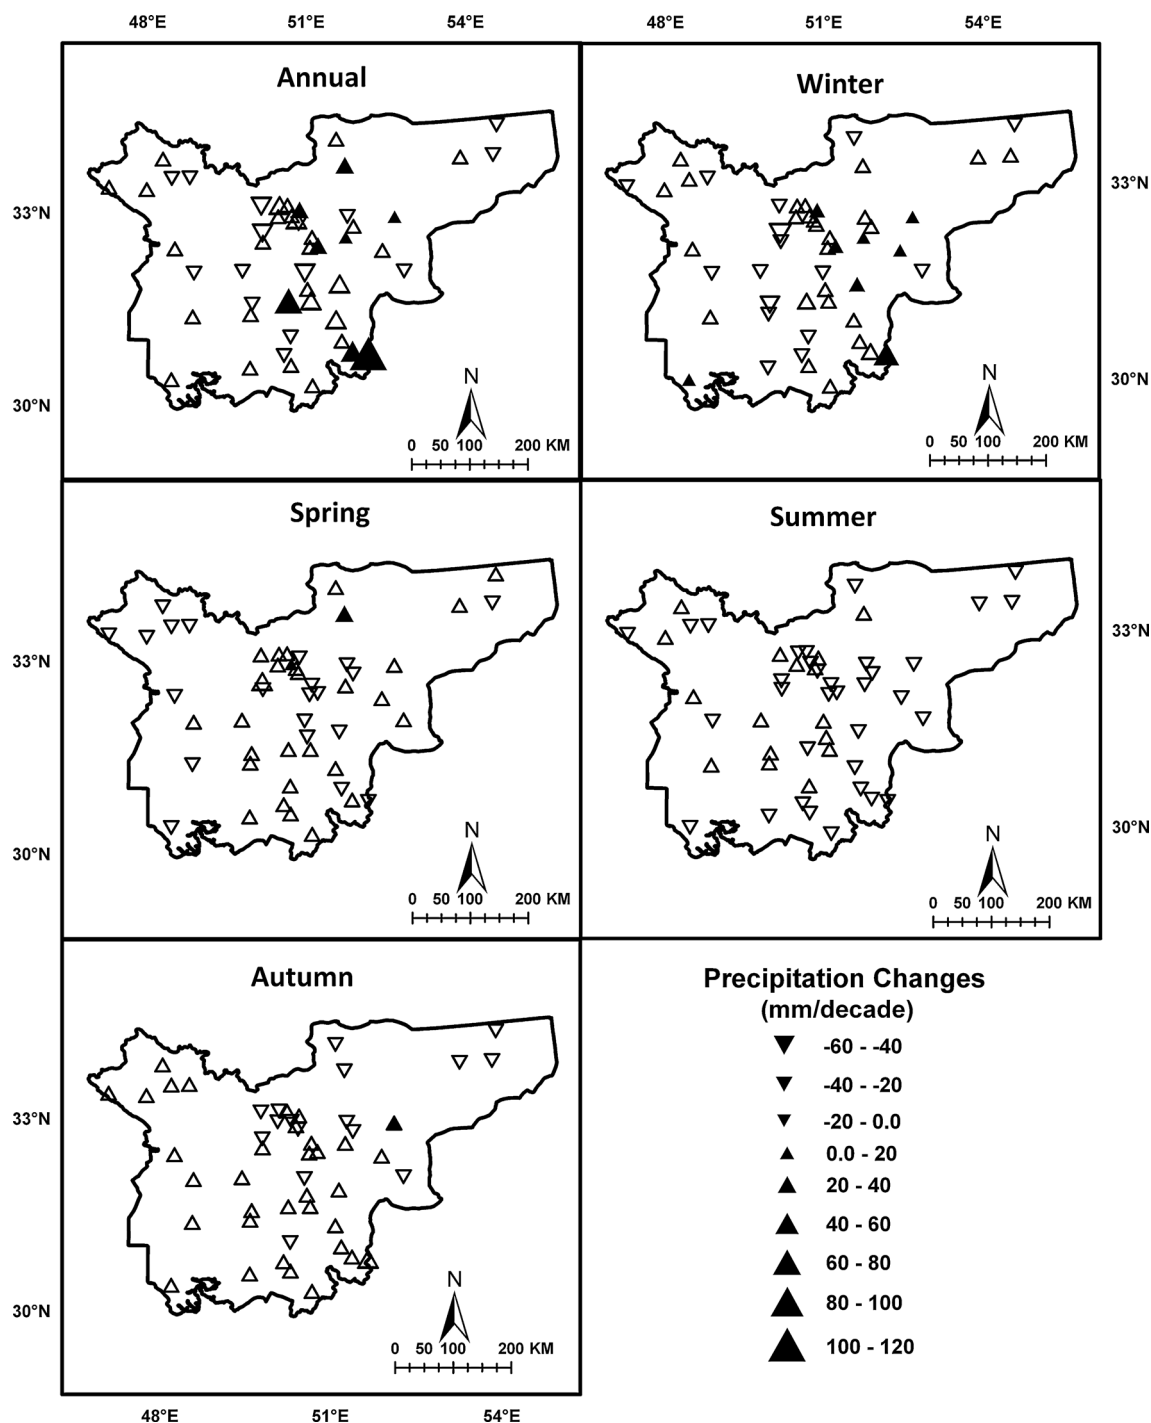 48°E 51°E 54°E 48°E 51°E 54°E
Annual
Winter
33°N
33°N
30°N
30°N
N
0 50 100 200 KM
N
0 50 100 200 KM
Spring
Summer
33°N
33°N
30°N
30°N
N
0 50 100 200 KM
N
0 50 100 200 KM
Autumn
33°N
30°N
N
0 50 100 200 KM
48°E 51°E 54°E
Precipitation Changes
(mm/decade)
-60 - -40
-40 - -20
-20 - 0.0
0.0 - 20
20 - 40
40 - 60
60 - 80
80 - 100
100 - 120